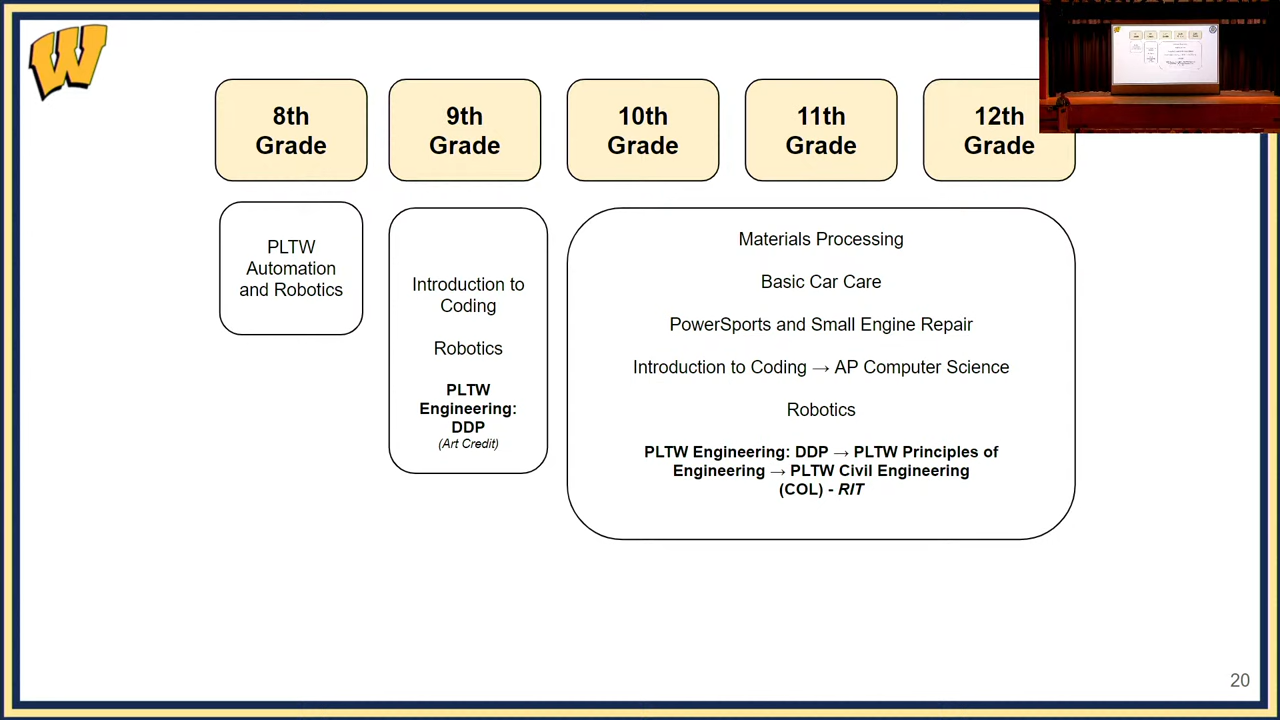 W
8th
Grade
9th
Grade
10th
Grade
11th
Grade
12th
Grade
PLTW
Automation
and Robotics
Introduction to
Coding
Robotics
PLTW
Engineering:
DDP
(Art Credit)
Materials Processing
Basic Car Care
PowerSports and Small Engine Repair
Introduction to Coding → AP Computer Science
Robotics
PLTW Engineering: DDP → PLTW Principles of
Engineering → PLTW Civil Engineering
(COL) - RIT
20